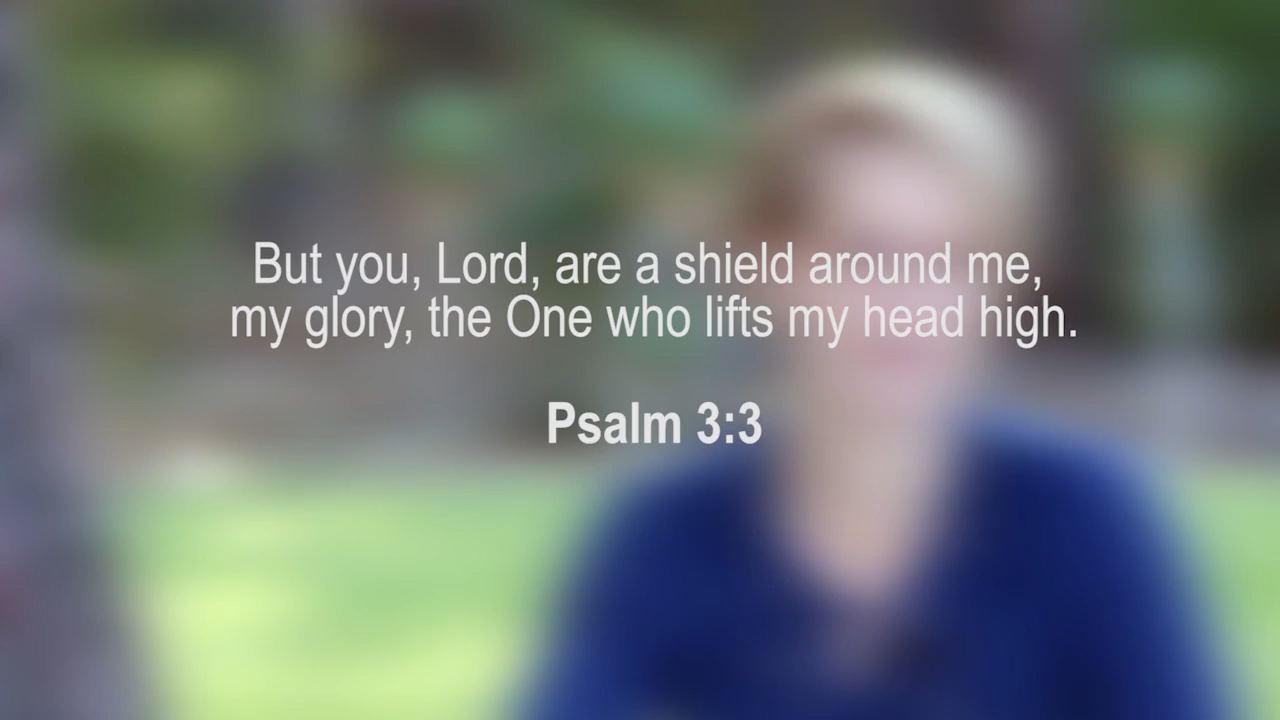 But you, Lord, are a shield around me,
my glory, the One who lifts my head high.
Psalm 3:3